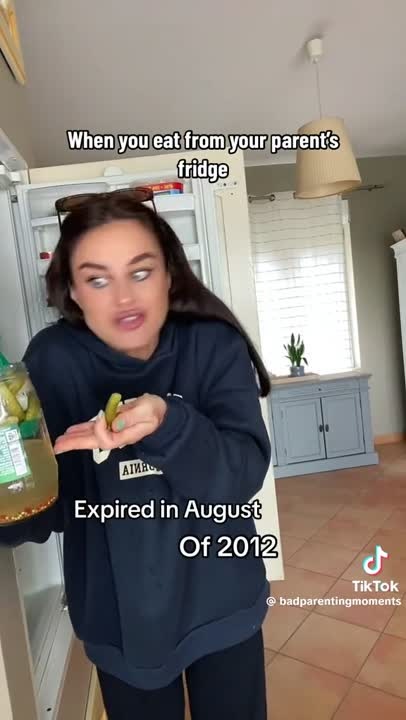 When you eat from your parent's
fridge
Expired in August
Of 2012
TikTok
@ badparentingmoments